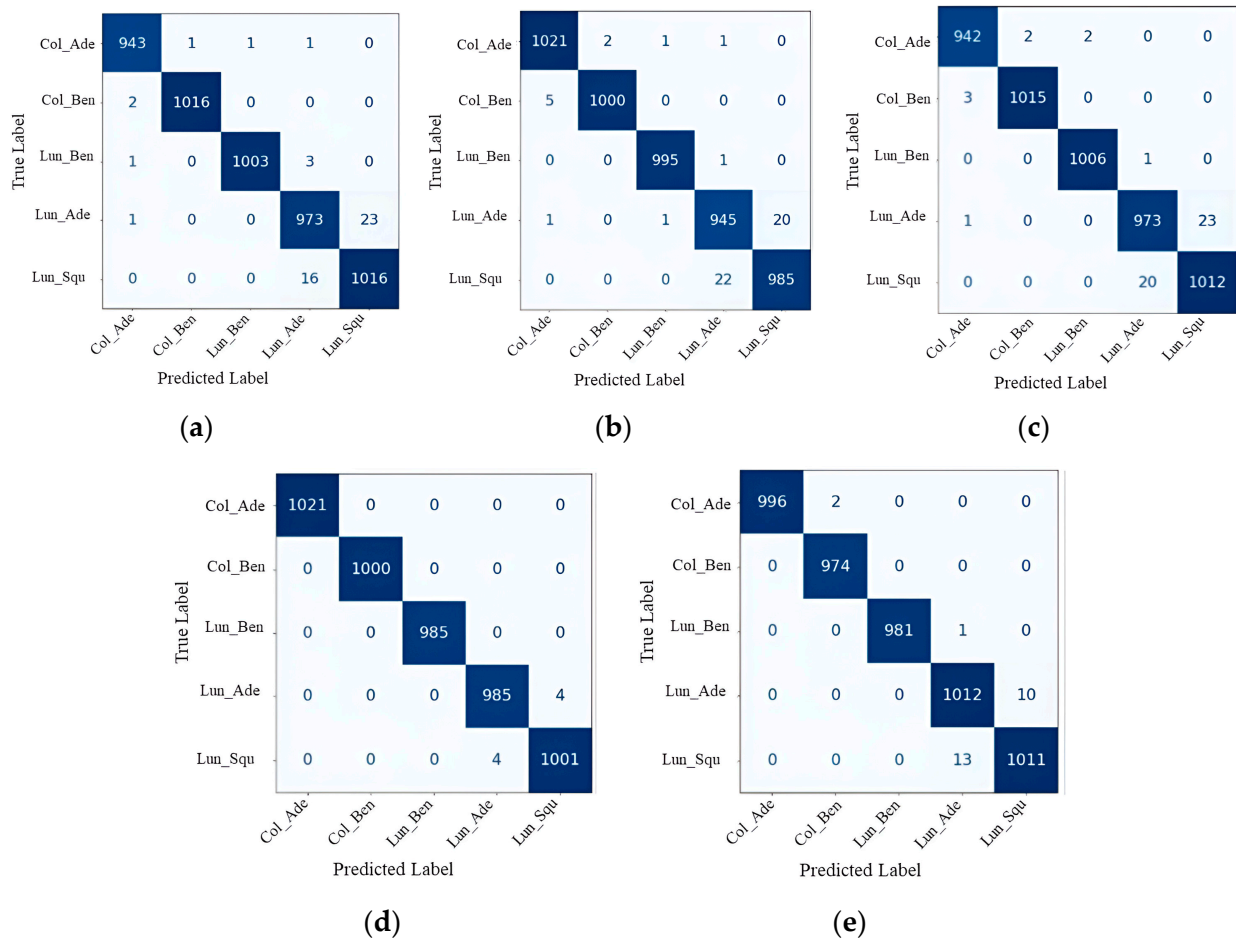 Col_Ade 943 1 1 1 0
Col_Ben 2 1016 0 0 0
Lun_Ben 1 0 1003 3 0
Lun_Ade 1 0 0 973 23
Lun_Squ 0 0 0 16 1016
True Label
Col_Ade Col_Ben Lun_Ben Lun_Ade Lun_Squ
Predicted Label
(a)
Col_Ade 1021 2 1 1 0
Col_Ben 5 1000 0 0 0
Lun_Ben 0 0 995 1 0
Lun_Ade 1 0 1 945 20
Lun_Squ 0 0 0 22 985
True Label
Col_Ade Col_Ben Lun_Ben Lun_Ade Lun_Squ
Predicted Label
(b)
Col_Ade 942 2 2 0 0
Col_Ben 3 1015 0 0 0
Lun_Ben 0 0 1006 1 0
Lun_Ade 1 0 0 973 23
Lun_Squ 0 0 0 20 1012
True Label
Col_Ade Col_Ben Lun_Ben Lun_Ade Lun_Squ
Predicted Label
(c)
Col_Ade 1021 0 0 0 0
Col_Ben 0 1000 0 0 0
Lun_Ben 0 0 985 0 0
Lun_Ade 0 0 0 985 4
Lun_Squ 0 0 0 4 1001
True Label
Col_Ade Col_Ben Lun_Ben Lun_Ade Lun_Squ
Predicted Label
(d)
Col_Ade 996 2 0 0 0
Col_Ben 0 974 0 0 0
Lun_Ben 0 0 981 1 0
Lun_Ade 0 0 0 1012 10
Lun_Squ 0 0 0 13 1011
True Label
Col_Ade Col_Ben Lun_Ben Lun_Ade Lun_Squ
Predicted Label
(e)